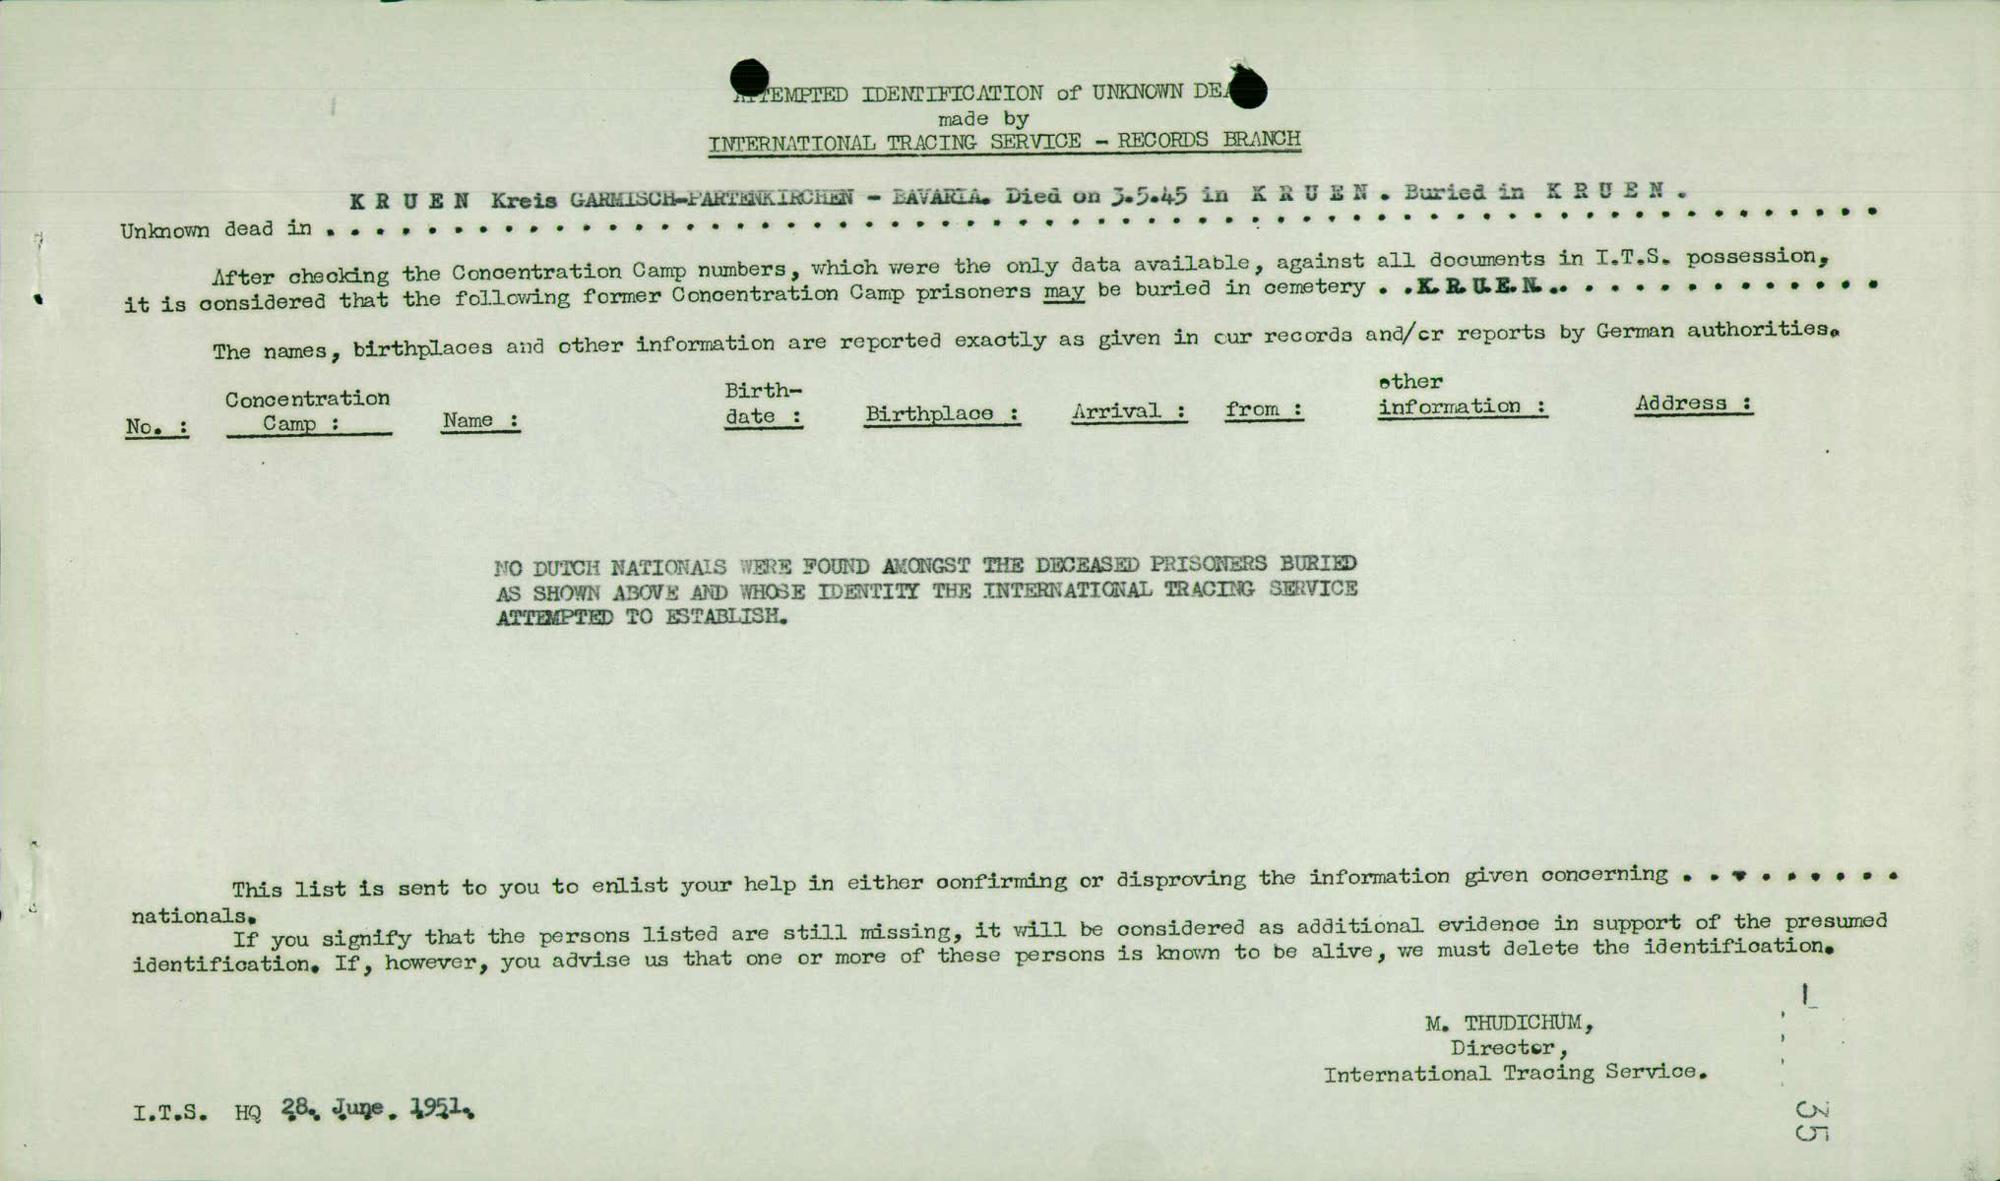 ATTEMPTED IDENTIFICATION of UNKNOWN DEAD
made by
INTERNATIONAL TRACING SERVICE - RECORDS BRANCH
K R U E N Kreis GARMISCH-PARTENKIRCHEN - BAVARIA. Died on 3.5.45 in K R U E N . Buried in K R U E N .
Unknown dead in . . . . . . . . . . . . . . . . . . . . . . . . . . . . . . . . . . . . . . . . . . . . . . . . . . . . . . . . . . . . .
After checking the Concentration Camp numbers, which were the only data available, against all documents in I.T.S. possession,
it is considered that the following former Concentration Camp prisoners may be buried in cemetery . .K.R.U.E.N.. . . . . . . . . . . . .
The names, birthplaces and other information are reported exactly as given in our records and/or reports by German authorities.
No. : Concentration Camp : Name : Birth-date : Birthplace : Arrival : from : other information : Address :
NO DUTCH NATIONALS WERE FOUND AMONGST THE DECEASED PRISONERS BURIED
AS SHOWN ABOVE AND WHOSE IDENTITY THE INTERNATIONAL TRACING SERVICE
ATTEMPTED TO ESTABLISH.
This list is sent to you to enlist your help in either confirming or disproving the information given concerning . . . . . . . . .
nationals.
If you signify that the persons listed are still missing, it will be considered as additional evidence in support of the presumed
identification. If, however, you advise us that one or more of these persons is known to be alive, we must delete the identification.
M. THUDICHUM,
Director,
International Tracing Service.
I.T.S. HQ 28. June. 1951.
35